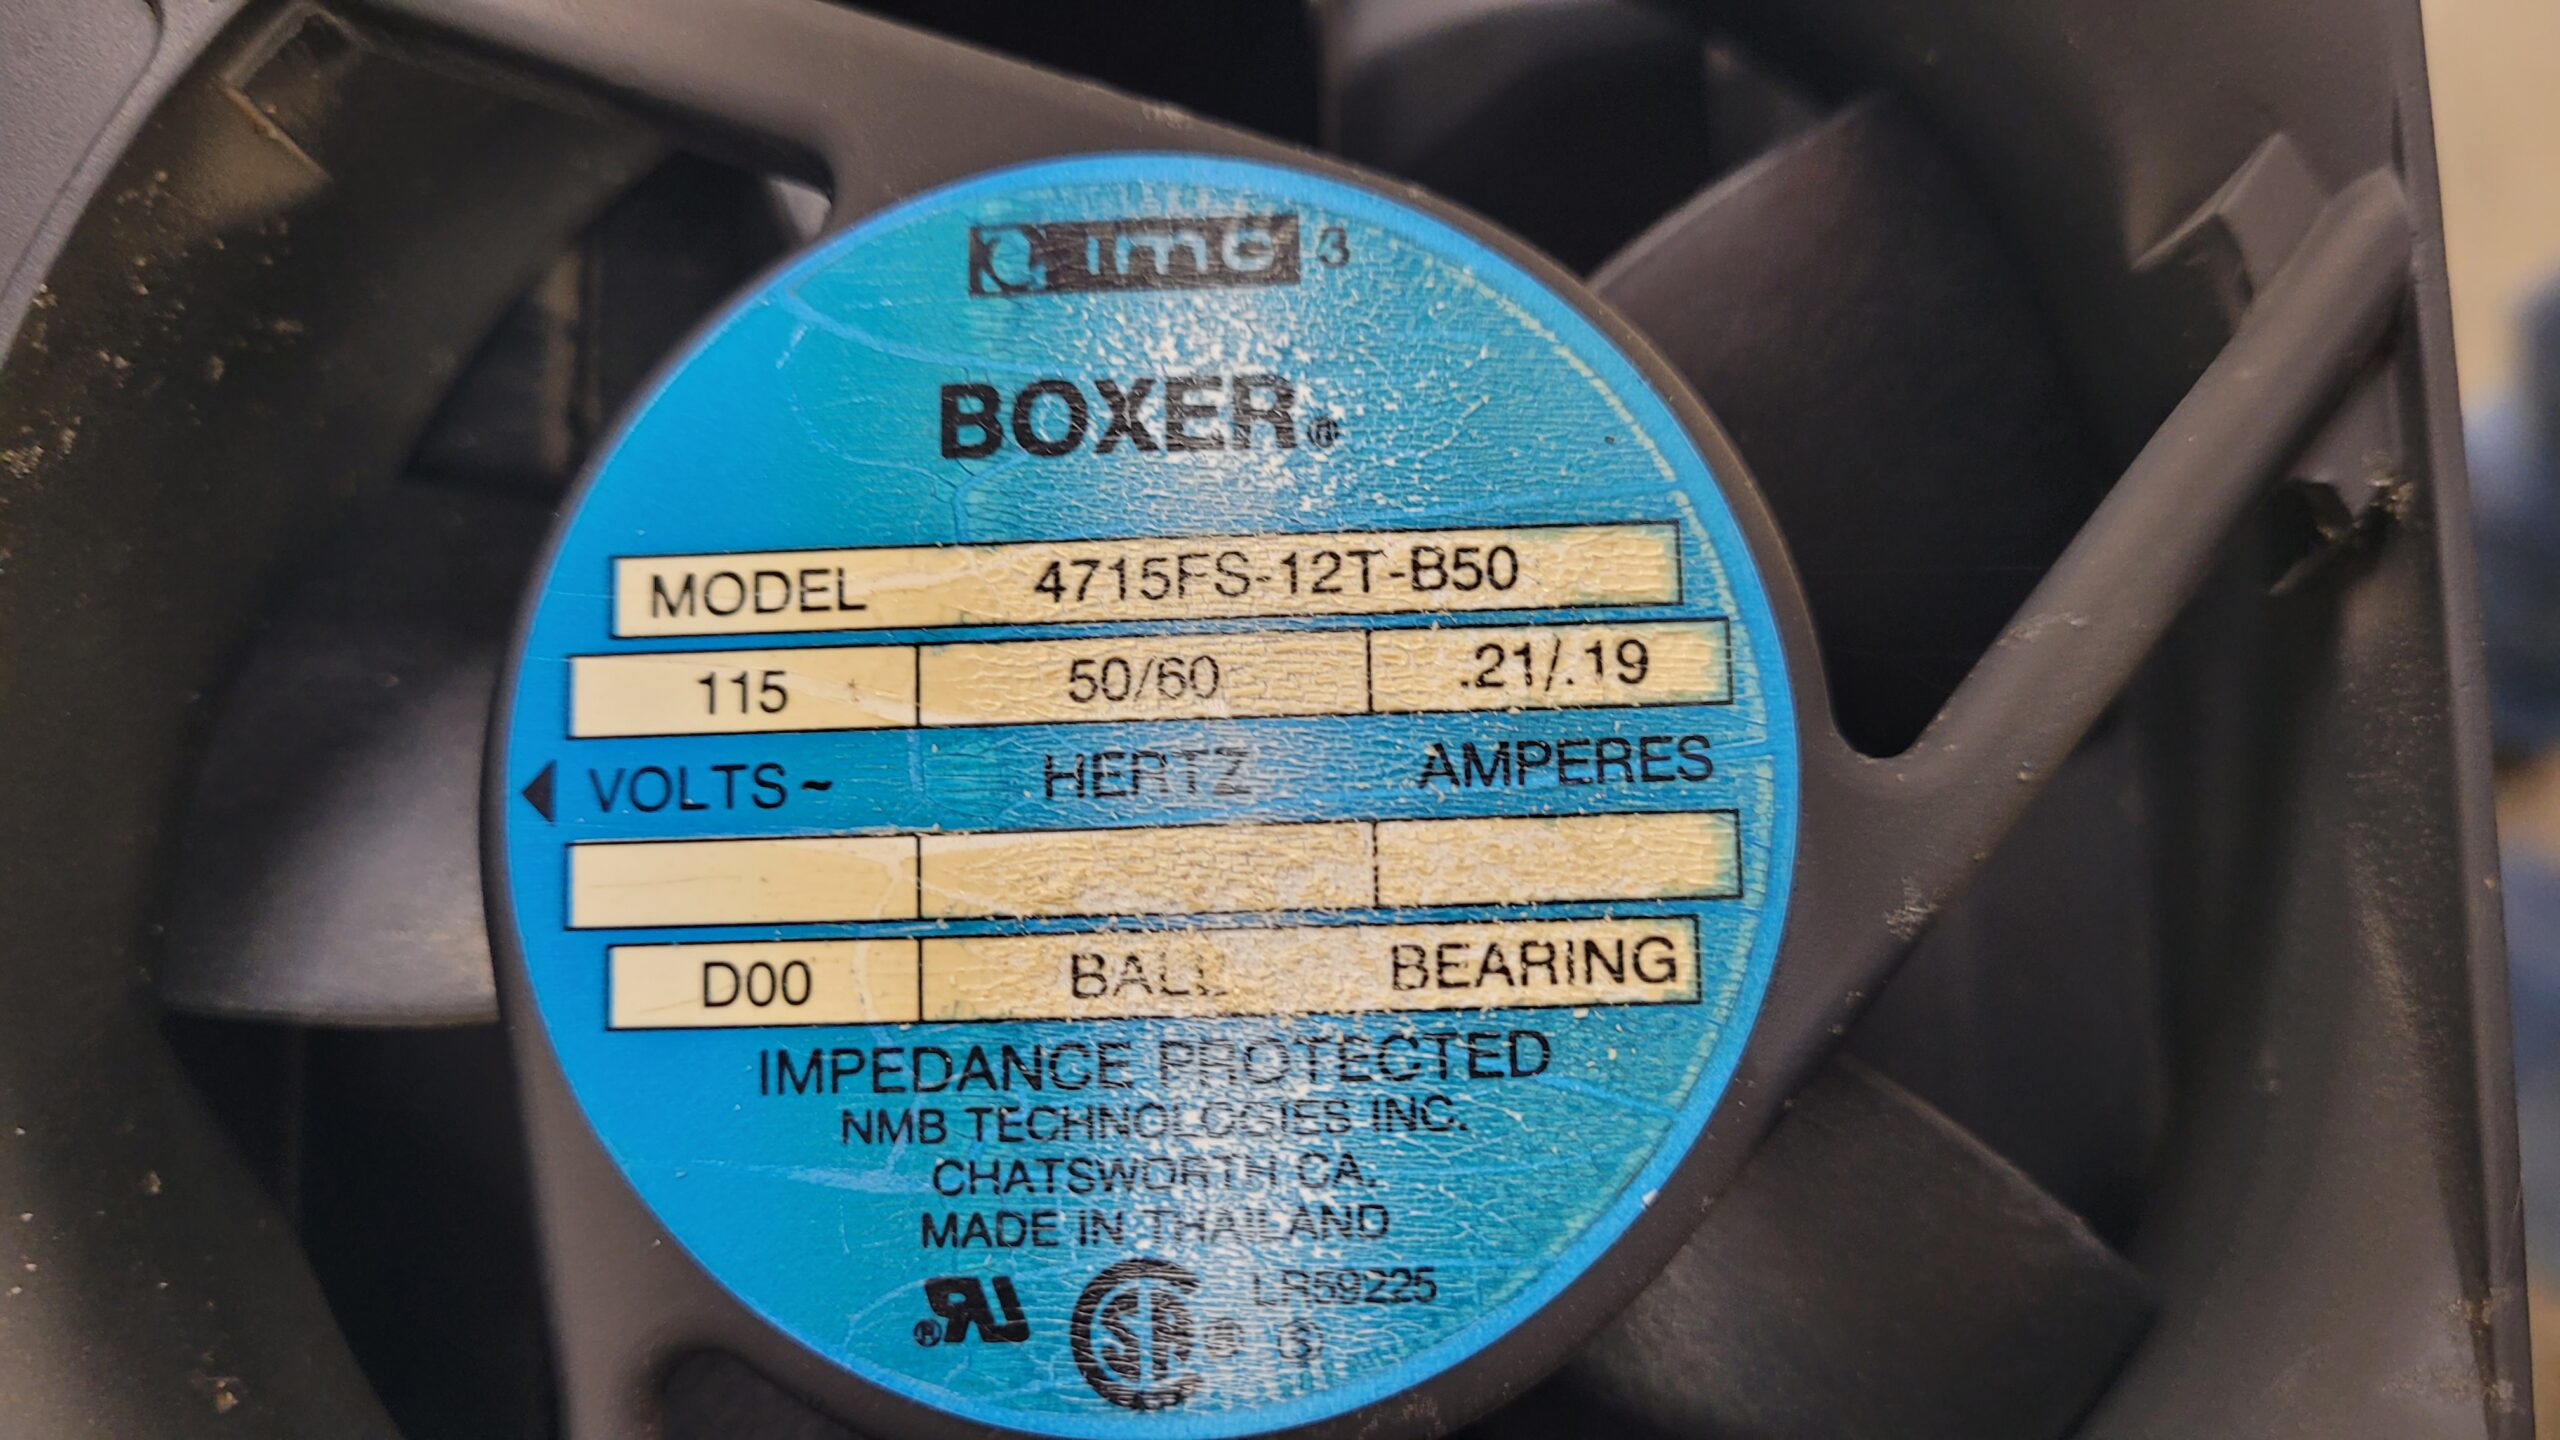 imc 3
BOXER®
MODEL 4715FS-12T-B50
115 50/60 .21/.19
VOLTS~ HERTZ AMPERES
D00 BALL BEARING
IMPEDANCE PROTECTED
NMB TECHNOLOGIES INC.
CHATSWORTH CA.
MADE IN THAILAND
LR59225